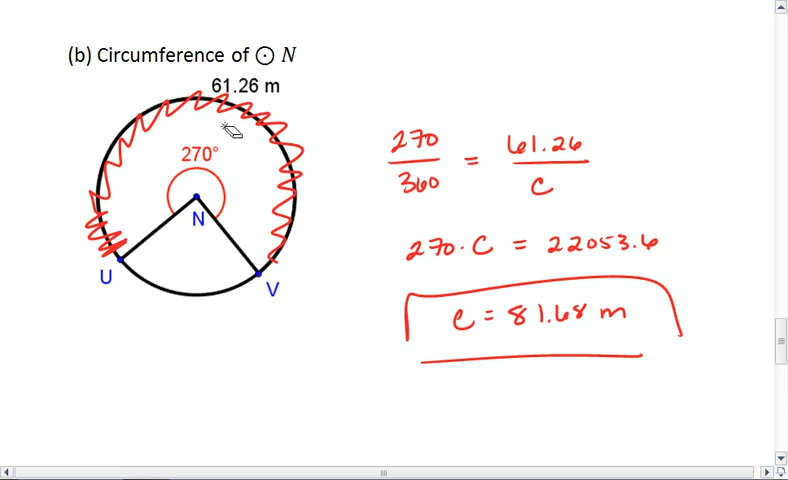 (b) Circumference of ⊙ N
61.26 m
270°
N
U
V
270/360 = 61.26/C
270 · C = 22053.6
C = 81.68 m